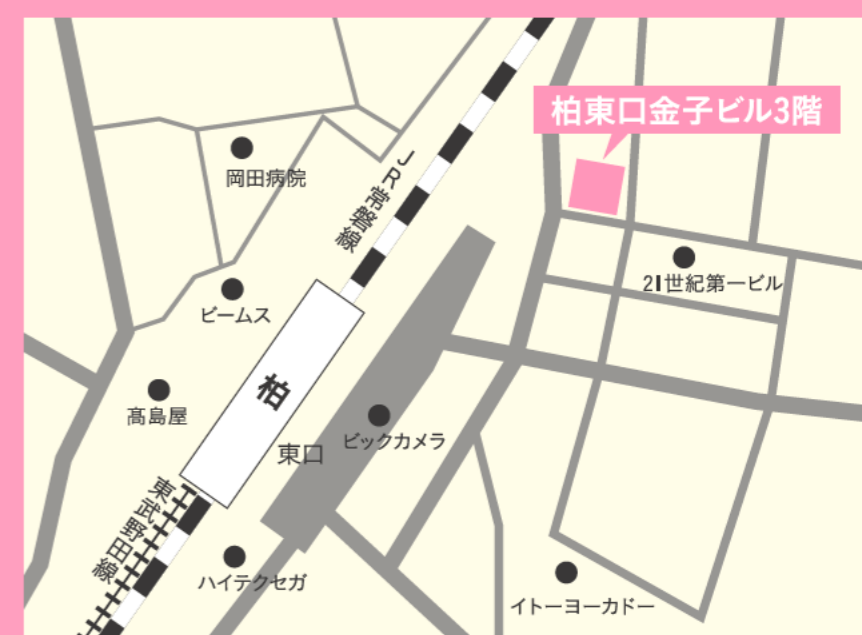 柏東口金子ビル3階
岡田病院
JR常磐線
21世紀第一ビル
ビームス
柏
髙島屋
ビックカメラ
東口
東武野田線
ハイテクセガ
イトーヨーカドー